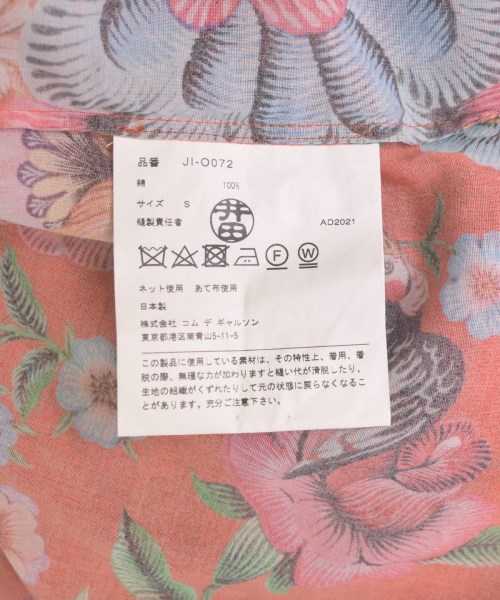 品番 JI-O072
綿 100%
サイズ S
縫製責任者 井田 AD2021
F W
ネット使用 あて布使用
日本製
株式会社 コム デ ギャルソン
東京都港区南青山5-11-5
この製品に使用している素材は、その特性上、着用、着
脱の際、無理な力が加わりますと縫い代が滑脱したり、
生地の組織がくずれたりして元の状態に戻らなくなるこ
とがあります。充分ご注意下さい。